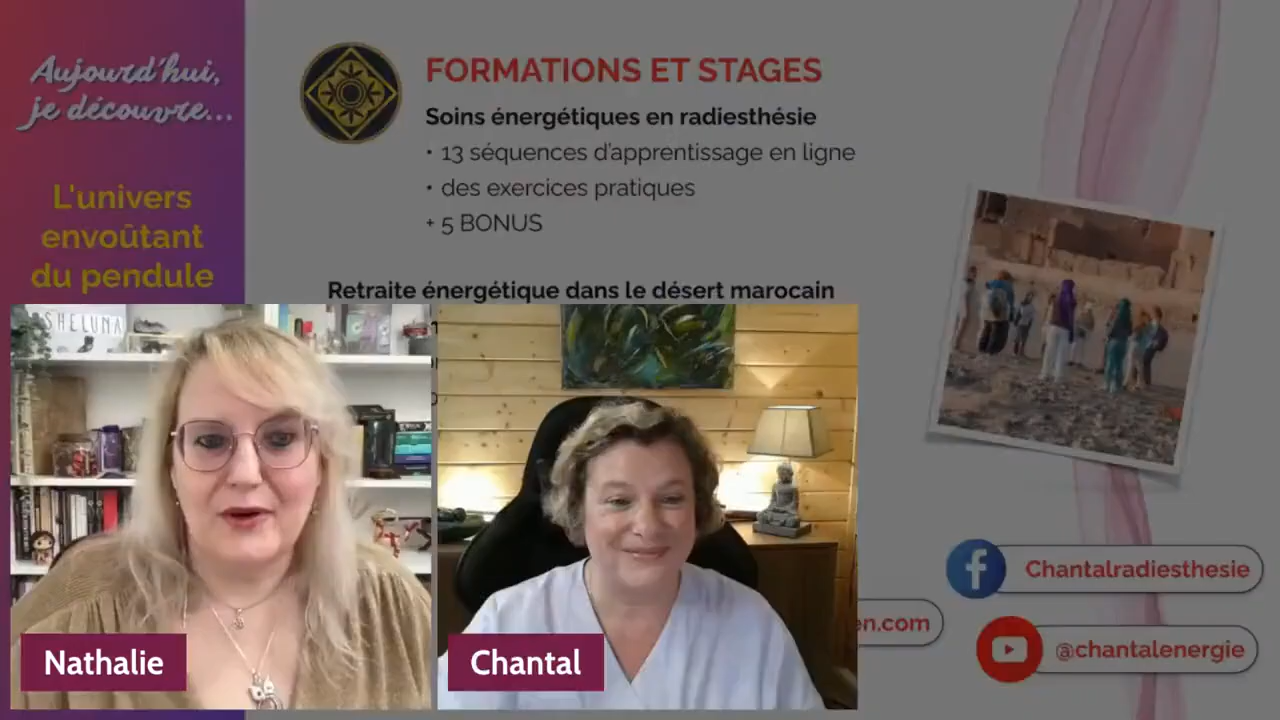 Aujourd'hui,
je découvre...
L'univers
envoûtant
du pendule
FORMATIONS ET STAGES
Soins énergétiques en radiesthésie
• 13 séquences d'apprentissage en ligne
• des exercices pratiques
+ 5 BONUS
Retraite énergétique dans le désert marocain
SHELUNA
Nathalie
Chantal
en.com
Chantalradiesthesie
@chantalenergie